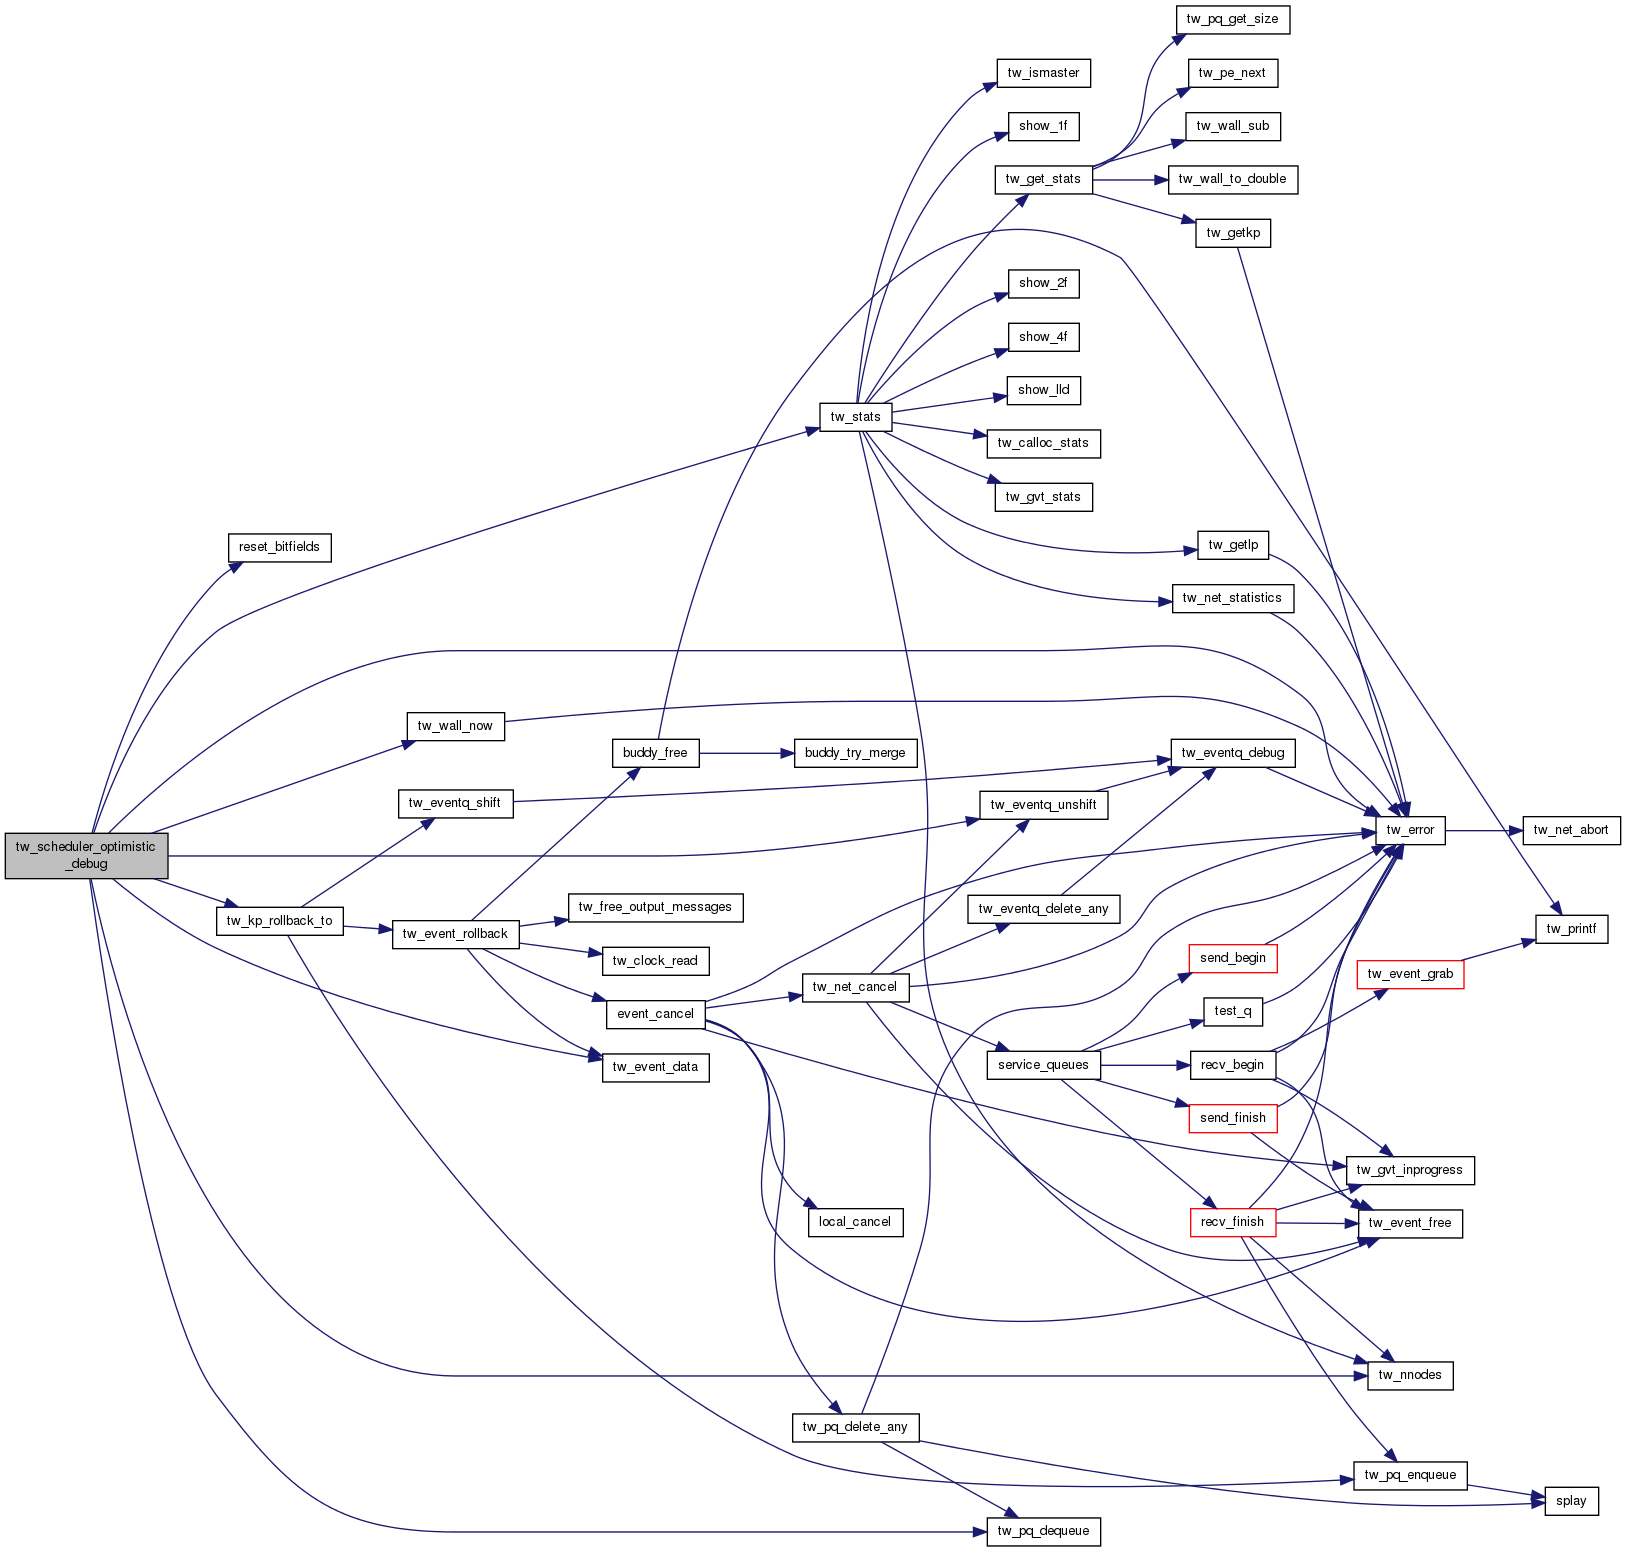 tw_pq_get_size
tw_ismaster
tw_pe_next
show_1f
tw_wall_sub
tw_get_stats
tw_wall_to_double
tw_getkp
show_2f
show_4f
show_lld
tw_stats
tw_calloc_stats
tw_gvt_stats
reset_bitfields
tw_getlp
tw_net_statistics
tw_wall_now
buddy_free
buddy_try_merge
tw_eventq_debug
tw_eventq_shift
tw_eventq_unshift
tw_error
tw_net_abort
tw_scheduler_optimistic
_debug
tw_free_output_messages
tw_eventq_delete_any
tw_kp_rollback_to
tw_event_rollback
tw_printf
tw_clock_read
send_begin
tw_event_grab
tw_net_cancel
event_cancel
test_q
tw_event_data
service_queues
recv_begin
send_finish
tw_gvt_inprogress
local_cancel
recv_finish
tw_event_free
tw_nnodes
tw_pq_delete_any
tw_pq_enqueue
splay
tw_pq_dequeue